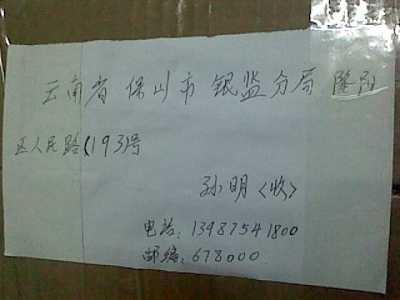 云南省 保山市 银监分局 隆阳
区人民路(193)号
孙明<收>
电话:13987541800
邮编:678000